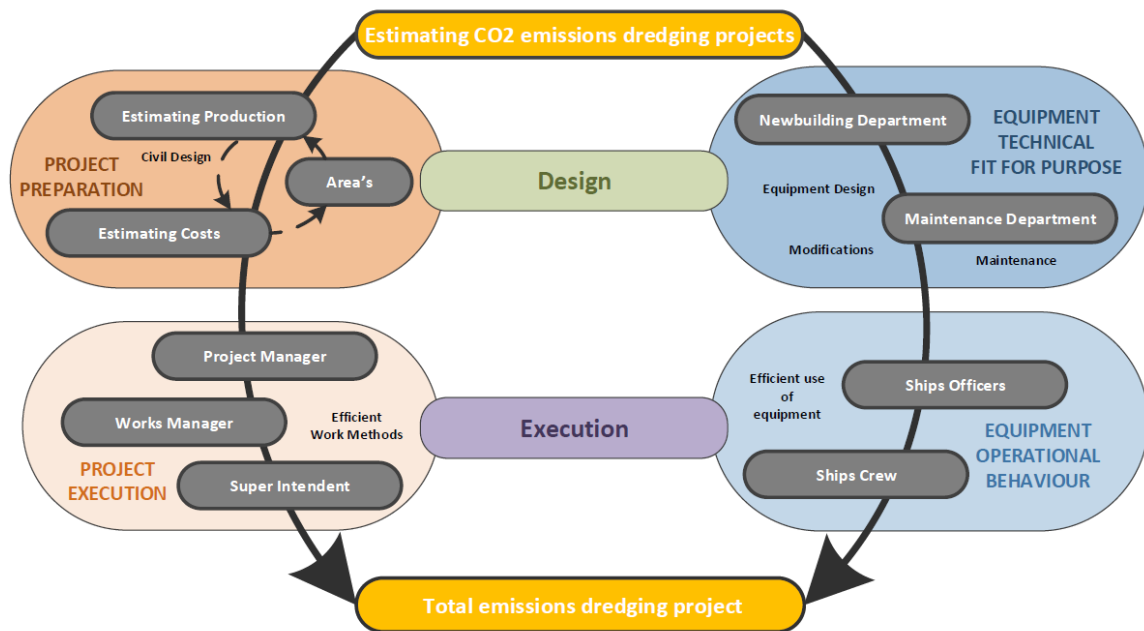 Estimating CO2 emissions dredging projects
Estimating Production
Civil Design
PROJECT
PREPARATION
Area's
Estimating Costs
Design
Newbuilding Department
EQUIPMENT
TECHNICAL
FIT FOR PURPOSE
Equipment Design
Maintenance Department
Modifications
Maintenance
Project Manager
Works Manager
Efficient
Work Methods
PROJECT
EXECUTION
Super Intendent
Execution
Efficient use
of
equipment
Ships Officers
EQUIPMENT
OPERATIONAL
BEHAVIOUR
Ships Crew
Total emissions dredging project